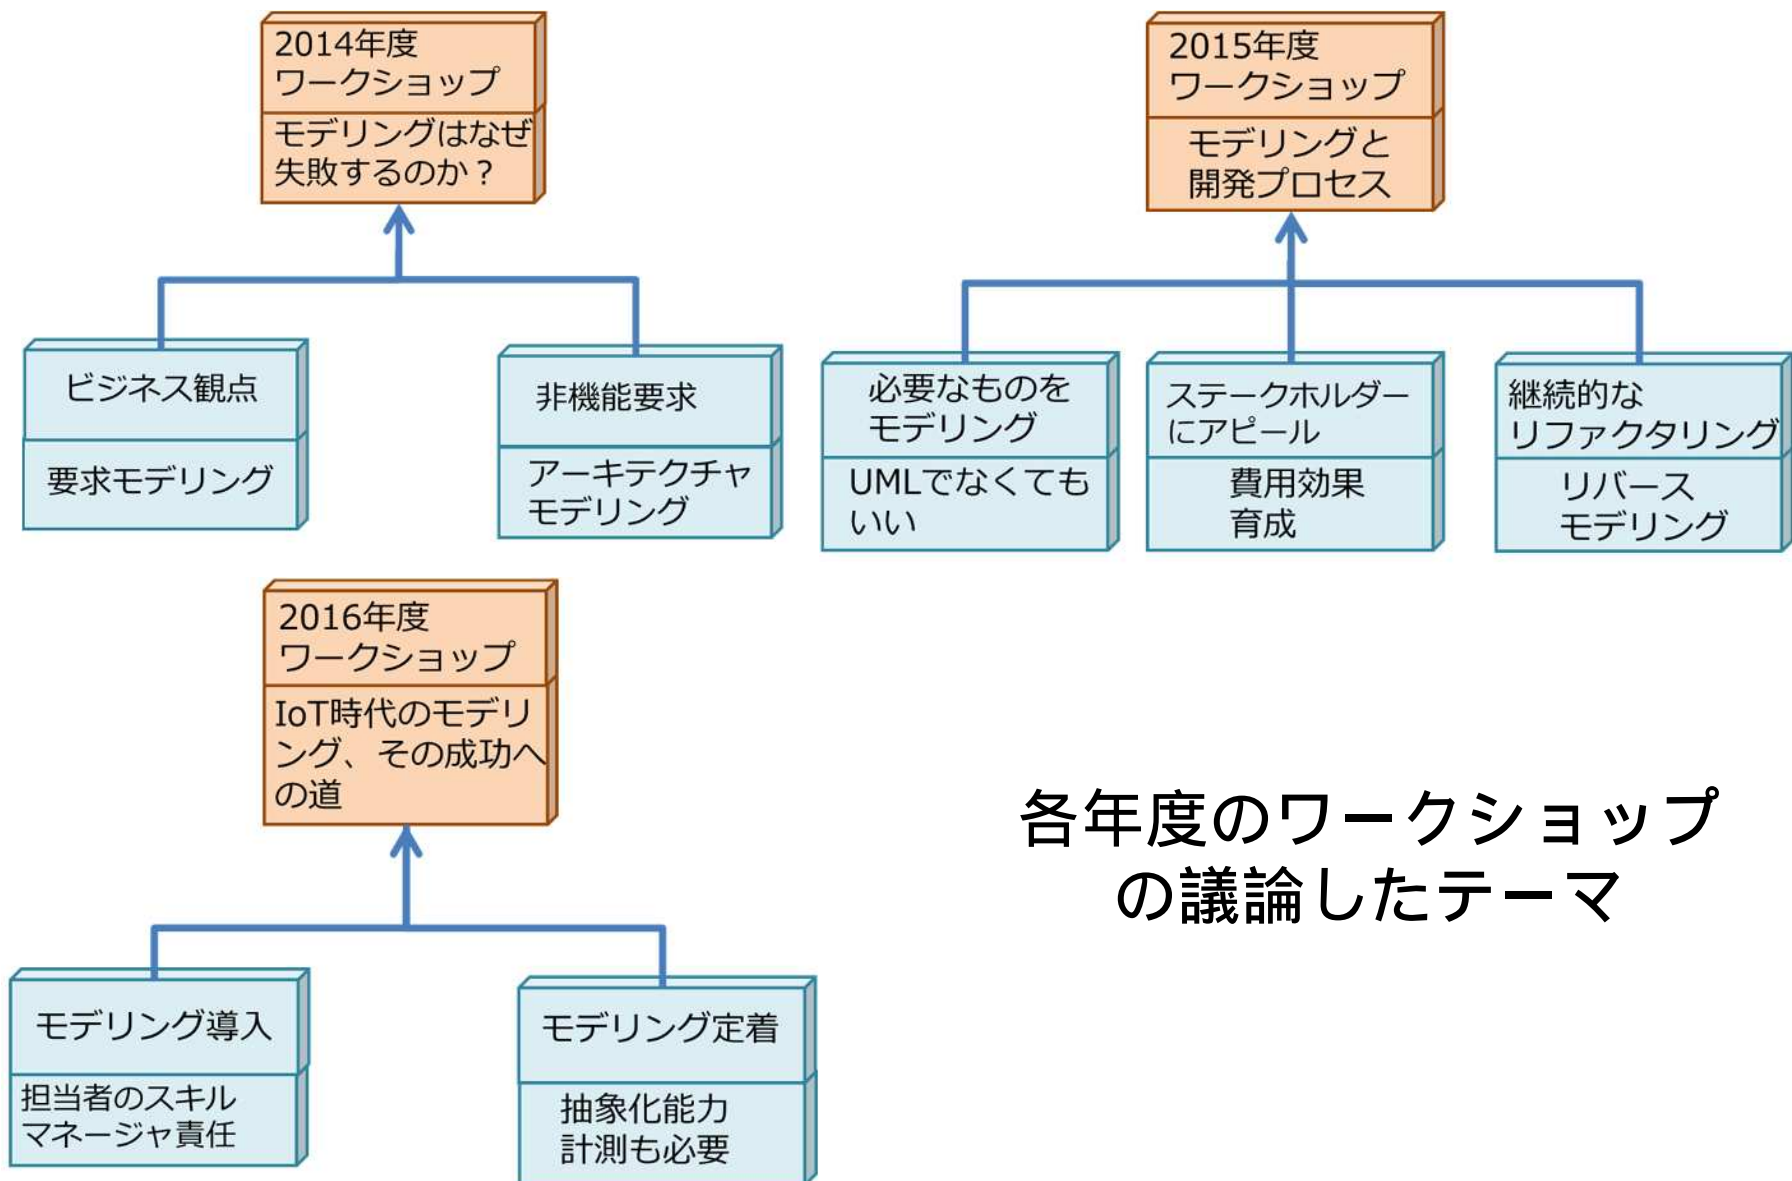 2014年度
ワークショップ
モデリングはなぜ
失敗するのか？
ビジネス観点
要求モデリング
非機能要求
アーキテクチャ
モデリング
2015年度
ワークショップ
モデリングと
開発プロセス
必要なものを
モデリング
UMLでなくても
いい
ステークホルダー
にアピール
費用効果
育成
継続的な
リファクタリング
リバース
モデリング
2016年度
ワークショップ
IoT時代のモデリ
ング、その成功へ
の道
モデリング導入
担当者のスキル
マネージャ責任
モデリング定着
抽象化能力
計測も必要
各年度のワークショップ
の議論したテーマ